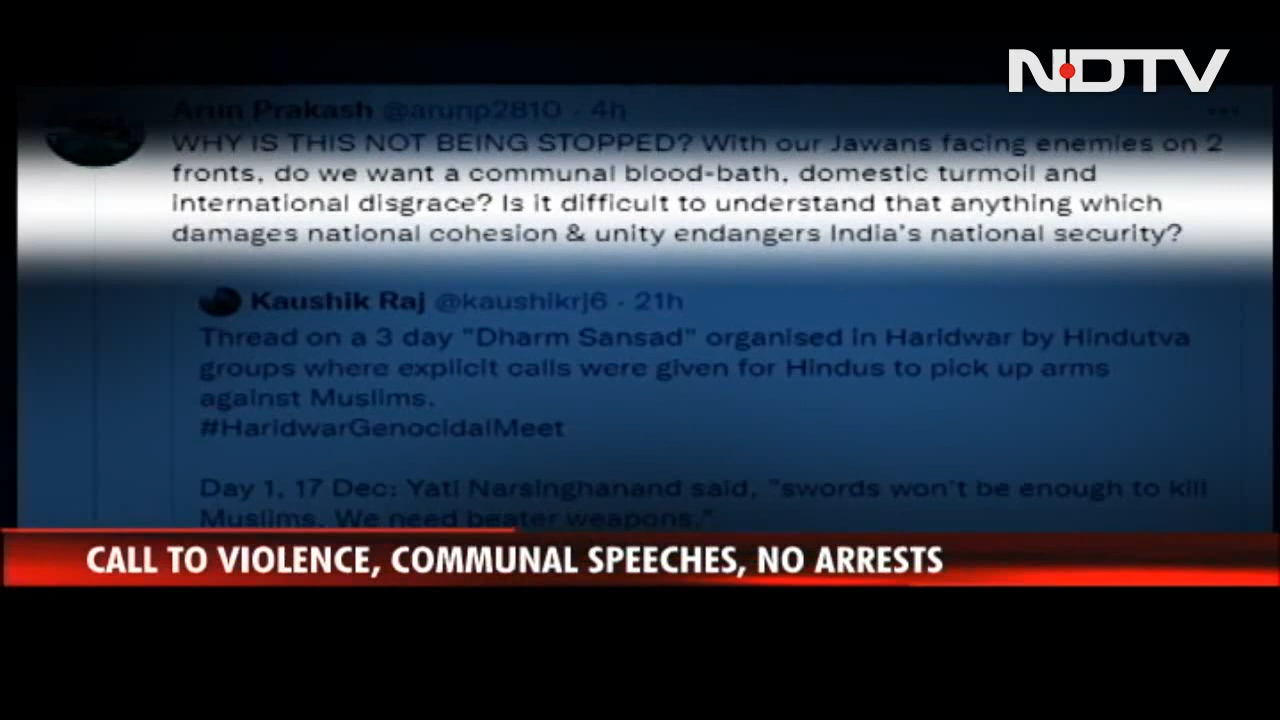 NDTV
Arun Prakash @arunp2810 · 4h
WHY IS THIS NOT BEING STOPPED? With our Jawans facing enemies on 2
fronts, do we want a communal blood-bath, domestic turmoil and
international disgrace? Is it difficult to understand that anything which
damages national cohesion & unity endangers India's national security?
Kaushik Raj @kaushikrj6 · 21h
Thread on a 3 day "Dharm Sansad" organised in Haridwar by Hindutva
groups where explicit calls were given for Hindus to pick up arms
against Muslims.
#HaridwarGenocidalMeet
Day 1, 17 Dec: Yati Narsinghanand said, "swords won't be enough to kill
Muslims. We need beater weapons."
CALL TO VIOLENCE, COMMUNAL SPEECHES, NO ARRESTS